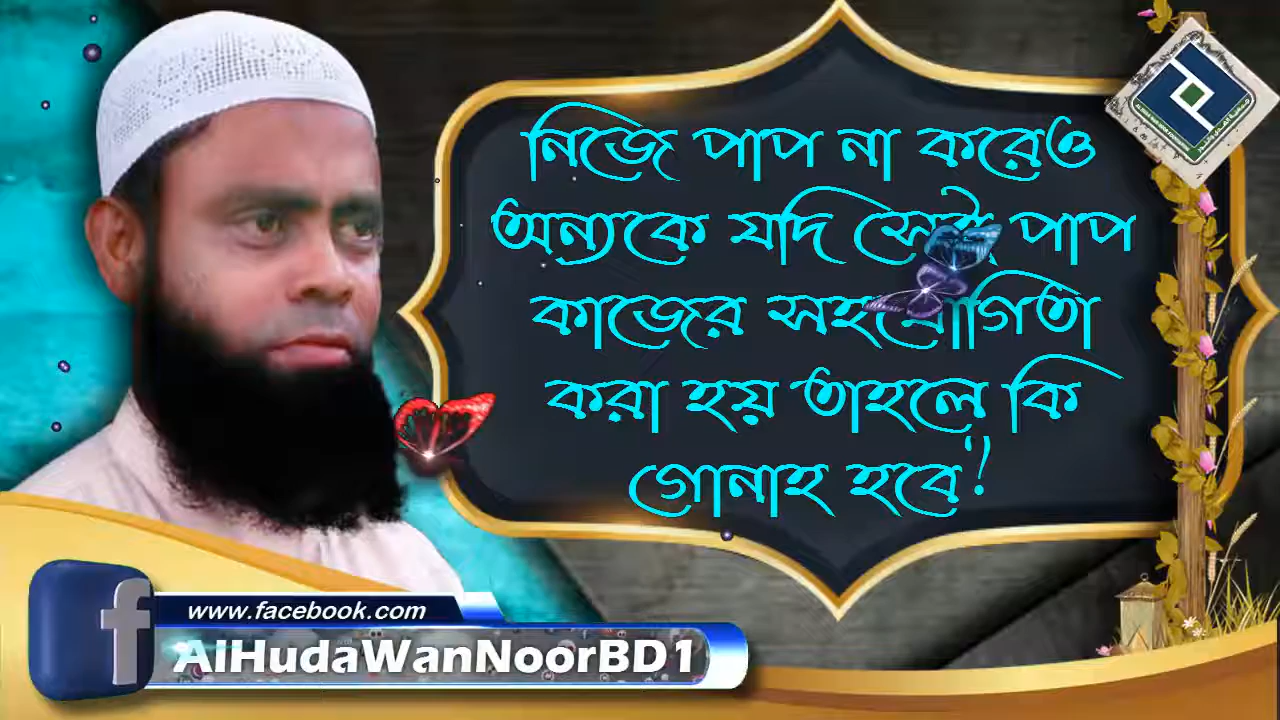 নিজে পাপ না করেও
অন্যকে যদি সেই পাপ
কাজের সহযোগিতা
করা হয় তাহলে কি
গোনাহ হবে?
www.facebook.com
AlHudaWanNoorBD1